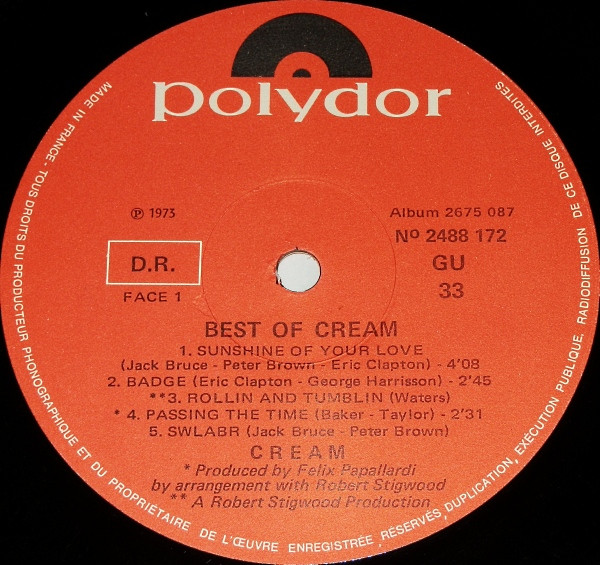 polydor
MADE IN FRANCE - TOUS DROITS DU PRODUCTEUR PHONOGRAPHIQUE ET DU PROPRIÉTAIRE DE L'ŒUVRE ENREGISTRÉE, RÉSERVÉS, DUPLICATION, EXÉCUTION PUBLIQUE, RADIODIFFUSION DE CE DISQUE INTERDITES
℗ 1973
Album 2675 087
Nº 2488 172
D.R.
GU
FACE 1
33
BEST OF CREAM
1. SUNSHINE OF YOUR LOVE
(Jack Bruce - Peter Brown - Eric Clapton) - 4'08
2. BADGE (Eric Clapton - George Harrisson) - 2'45
**3. ROLLIN AND TUMBLIN (Waters)
* 4. PASSING THE TIME (Baker - Taylor) - 2'31
5. SWLABR (Jack Bruce - Peter Brown)
CREAM
* Produced by Felix Papallardi
by arrangement with Robert Stigwood
** A Robert Stigwood Production